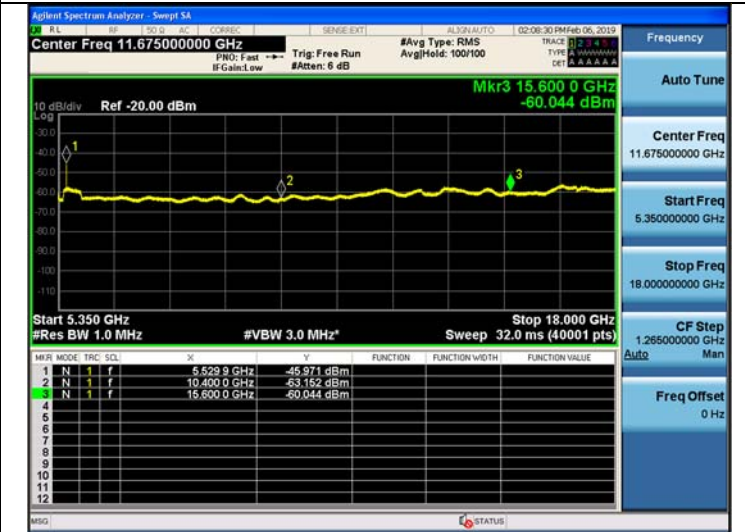 Agilent Spectrum Analyzer - Swept SA
RL RF 50 Ω AC CORREC SENSE:EXT ALIGN AUTO 02:08:30 PM Feb 06, 2019
Center Freq 11.675000000 GHz
PNO: Fast
IFGain:Low
Trig: Free Run
#Atten: 6 dB
#Avg Type: RMS
Avg|Hold: 100/100
TRACE 1 2 3 4 5 6
TYPE
DET A A A A A A
Mkr3 15.600 0 GHz
-60.044 dBm
10 dB/div Ref -20.00 dBm
Log
-30.0
-40.0
-50.0
-60.0
-70.0
-80.0
-90.0
-100
-110
1
2
3
Start 5.350 GHz Stop 18.000 GHz
#Res BW 1.0 MHz #VBW 3.0 MHz* Sweep 32.0 ms (40001 pts)
MKR MODE TRC SCL X Y FUNCTION FUNCTION WIDTH FUNCTION VALUE
1 N 1 f 5.529 9 GHz -45.971 dBm
2 N 1 f 10.400 0 GHz -63.152 dBm
3 N 1 f 15.600 0 GHz -60.044 dBm
4
5
6
7
8
9
10
11
12
MSG STATUS
Frequency
Auto Tune
Center Freq
11.675000000 GHz
Start Freq
5.350000000 GHz
Stop Freq
18.000000000 GHz
CF Step
1.265000000 GHz
Auto Man
Freq Offset
0 Hz